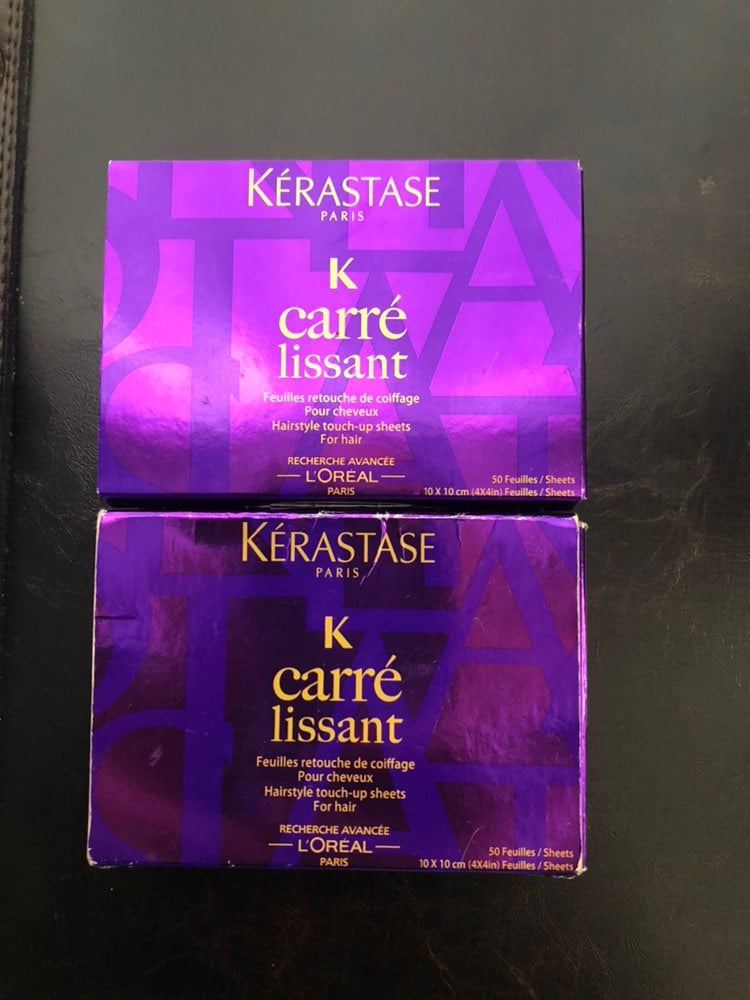 KÉRASTASE
PARIS
K
carré
lissant
Feuilles retouche de coiffage
Pour cheveux
Hairstyle touch-up sheets
For hair
RECHERCHE AVANCÉE
L'ORÉAL
PARIS
50 Feuilles / Sheets
10 X 10 cm (4X4in) Feuilles / Sheets
KÉRASTASE
PARIS
K
carré
lissant
Feuilles retouche de coiffage
Pour cheveux
Hairstyle touch-up sheets
For hair
RECHERCHE AVANCÉE
L'ORÉAL
PARIS
50 Feuilles / Sheets
10 X 10 cm (4X4in) Feuilles / Sheets